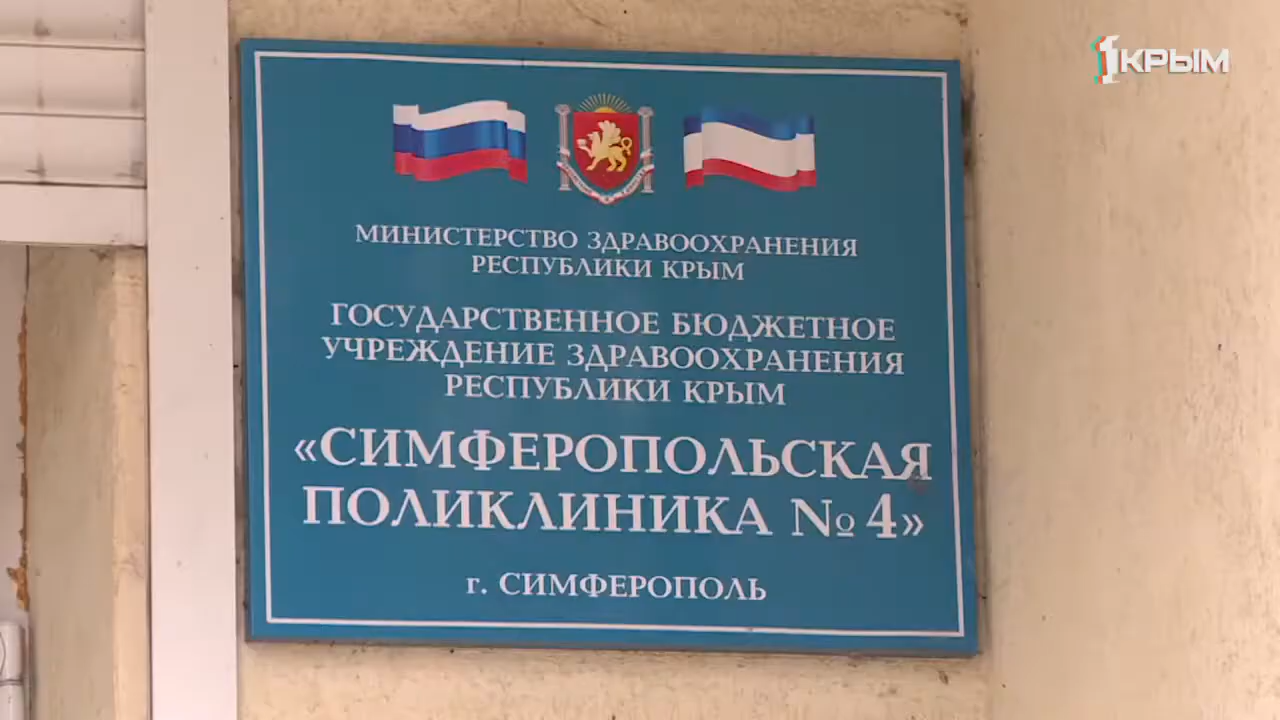 1КРЫМ
МИНИСТЕРСТВО ЗДРАВООХРАНЕНИЯ
РЕСПУБЛИКИ КРЫМ
ГОСУДАРСТВЕННОЕ БЮДЖЕТНОЕ
УЧРЕЖДЕНИЕ ЗДРАВООХРАНЕНИЯ
РЕСПУБЛИКИ КРЫМ
«СИМФЕРОПОЛЬСКАЯ
ПОЛИКЛИНИКА № 4»
г. СИМФЕРОПОЛЬ